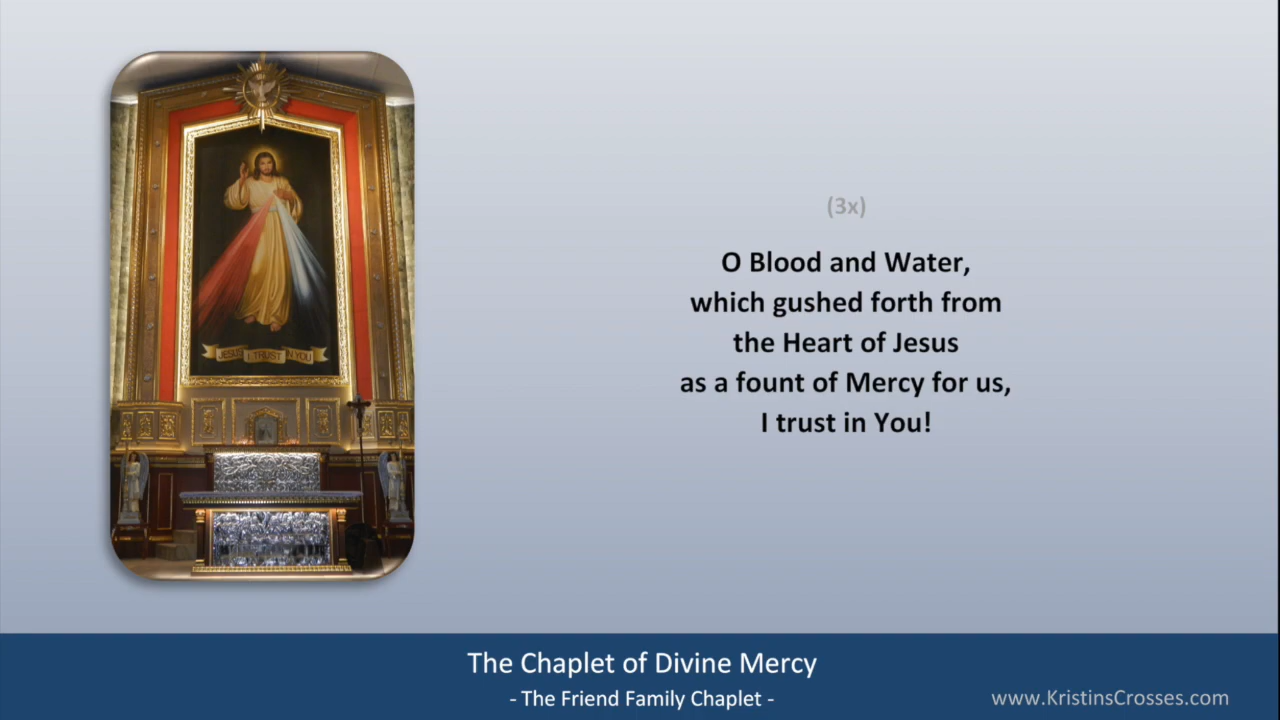 JESUS I TRUST IN YOU
(3x)
O Blood and Water,
which gushed forth from
the Heart of Jesus
as a fount of Mercy for us,
I trust in You!
The Chaplet of Divine Mercy
- The Friend Family Chaplet -
www.KristinsCrosses.com